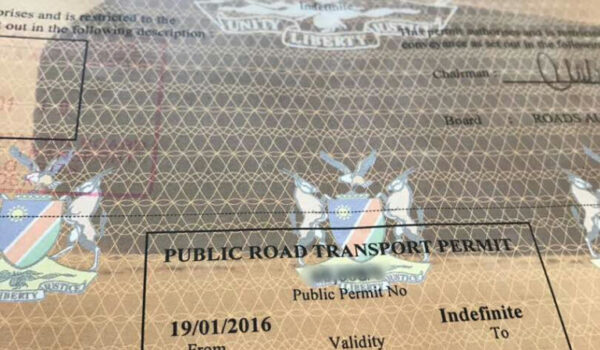 Indefinite
UNITY LIBERTY JUSTICE
rises and is restricted to the
t out in the following description
This permit authorises and is restricted
conveyance as set out in the following
Chairman :
Board : ROADS AU
LIBERTY JUSTICE
PUBLIC ROAD TRANSPORT PERMIT
Public Permit No
19/01/2016
Indefinite
From
Validity
To